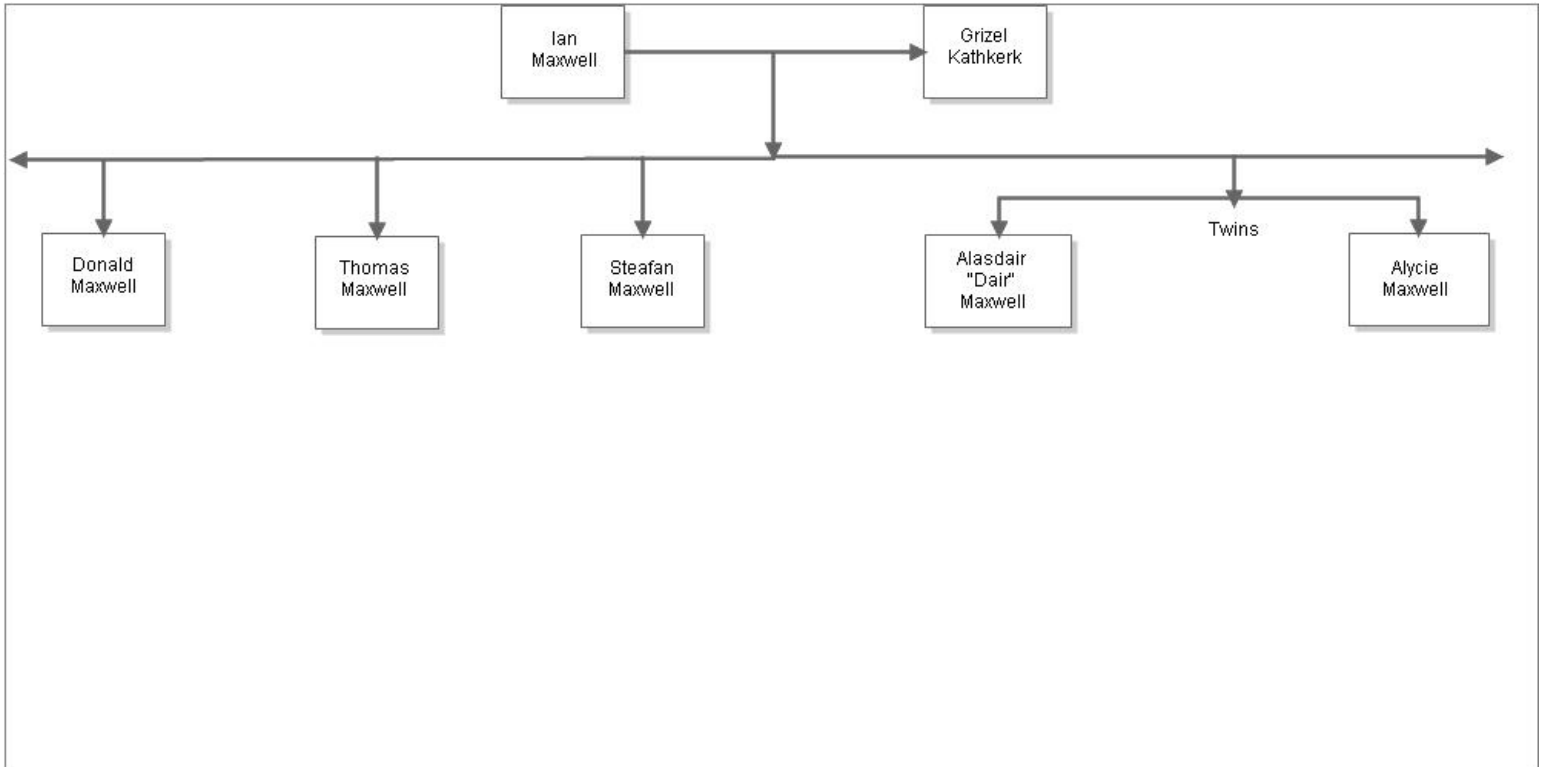 Ian
Maxwell
Grizel
Kathkerk
Twins
Donald
Maxwell
Thomas
Maxwell
Steafan
Maxwell
Alasdair
"Dair"
Maxwell
Alycie
Maxwell